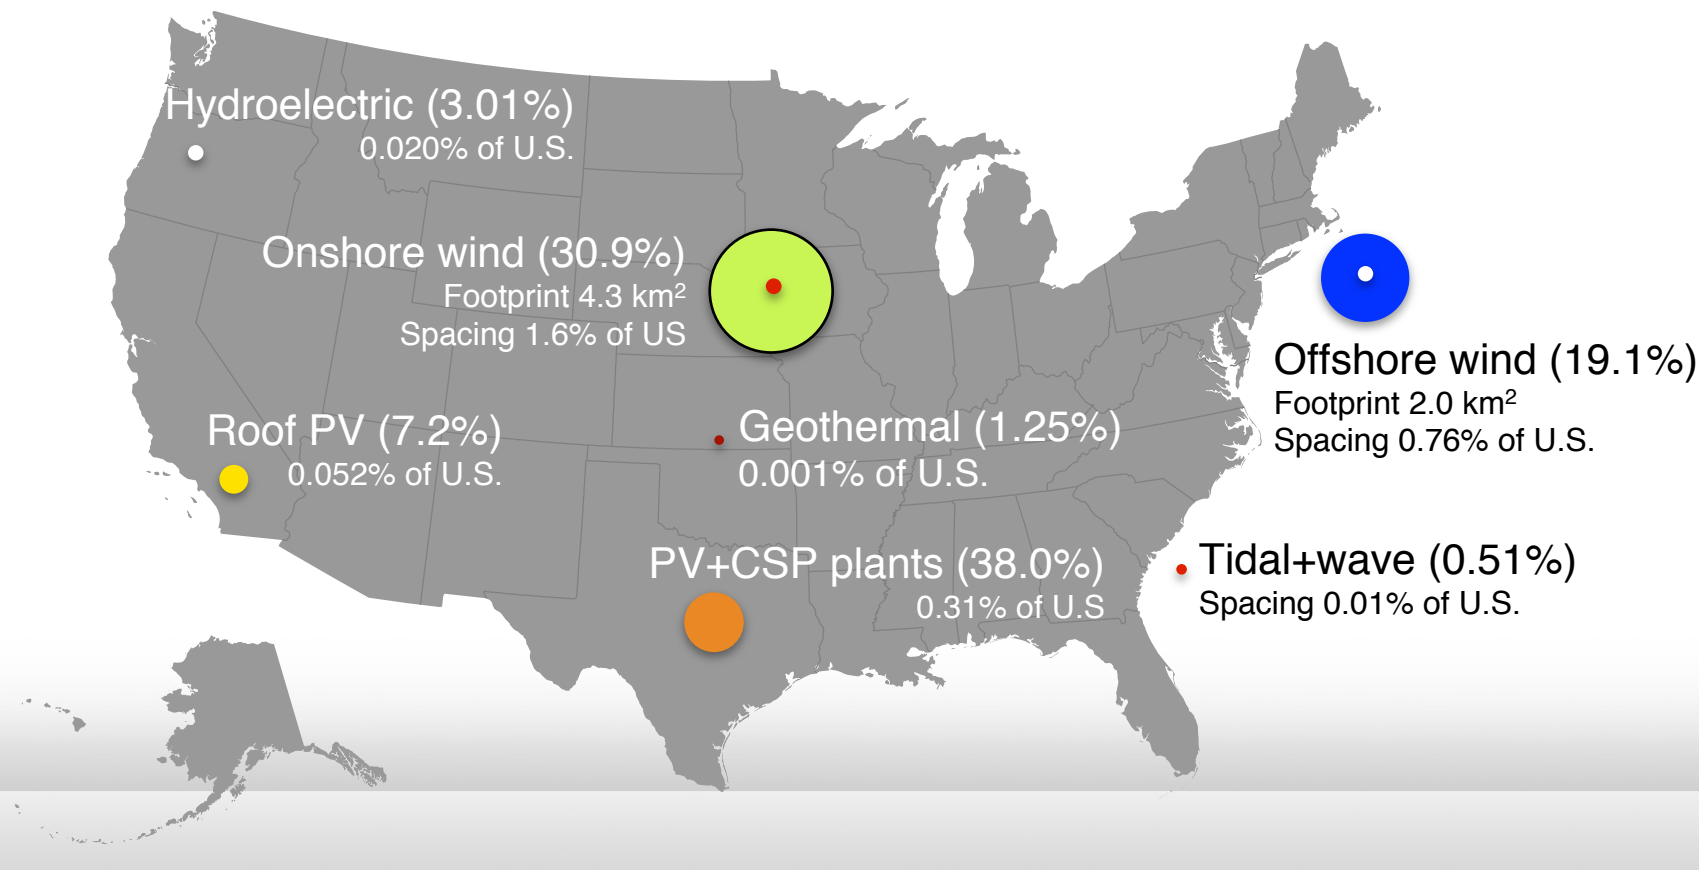 Hydroelectric (3.01%)
0.020% of U.S.
Onshore wind (30.9%)
Footprint 4.3 km²
Spacing 1.6% of US
Offshore wind (19.1%)
Footprint 2.0 km²
Spacing 0.76% of U.S.
Roof PV (7.2%)
0.052% of U.S.
Geothermal (1.25%)
0.001% of U.S.
PV+CSP plants (38.0%)
0.31% of U.S
Tidal+wave (0.51%)
Spacing 0.01% of U.S.